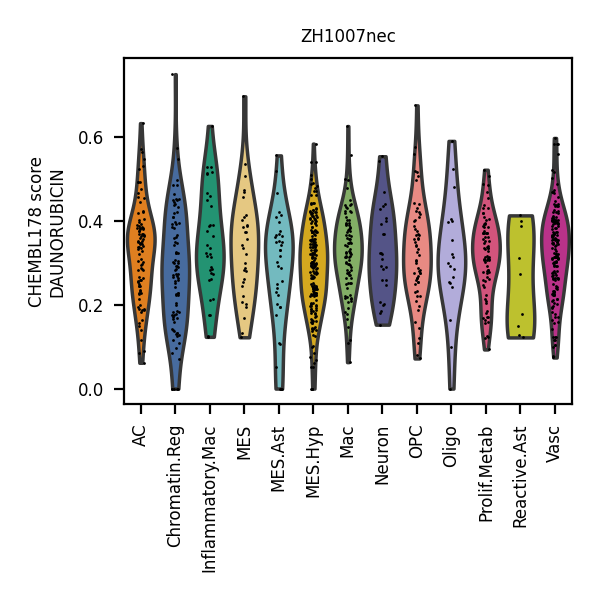 ZH1007nec
CHEMBL178 score
DAUNORUBICIN
0.6
0.4
0.2
0.0
AC
Chromatin.Reg
Inflammatory.Mac
MES
MES.Ast
MES.Hyp
Mac
Neuron
OPC
Oligo
Prolif.Metab
Reactive.Ast
Vasc